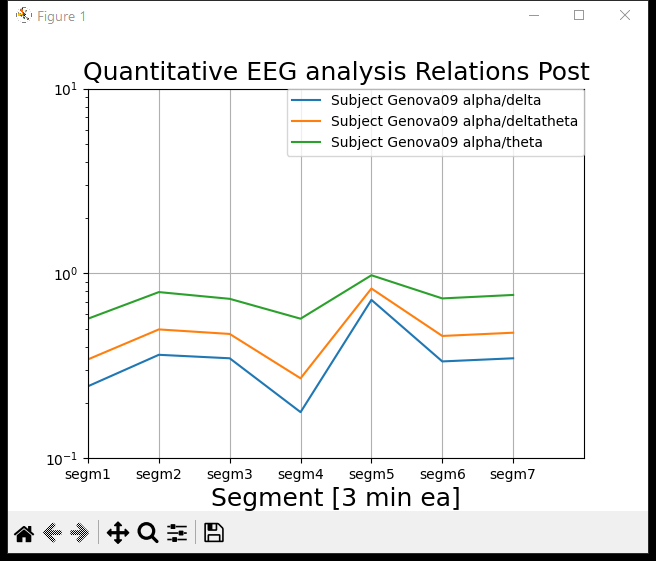 Figure 1
Quantitative EEG analysis Relations Post
10¹
Subject Genova09 alpha/delta
Subject Genova09 alpha/deltatheta
Subject Genova09 alpha/theta
10⁰
10⁻¹
segm1 segm2 segm3 segm4 segm5 segm6 segm7
Segment [3 min ea]